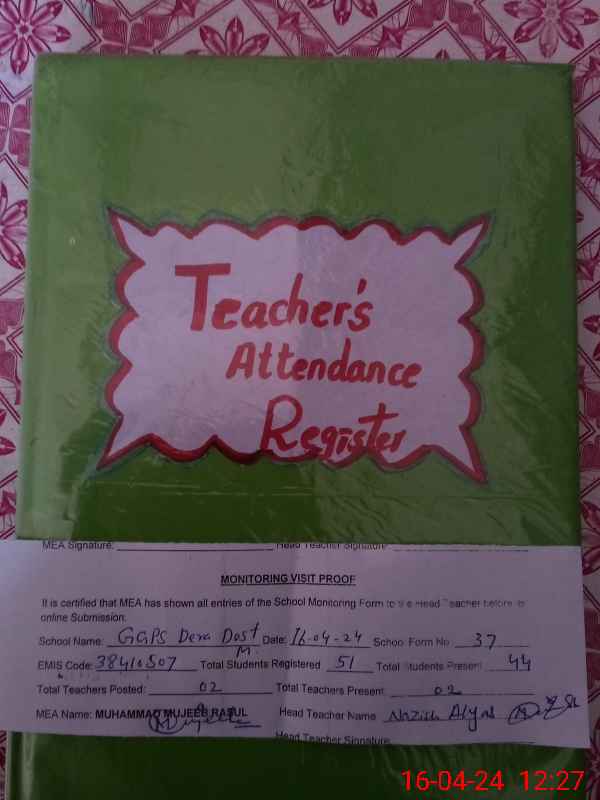 Teacher's
Attendance
Register
MEA Signature: Head Teacher Signature:
MONITORING VISIT PROOF
It is certified that MEA has shown all entries of the School Monitoring Form to the Head Teacher before its
online Submission.
School Name: GGPS Dera Dost M. Date: 16-04-24 School Form No 37
EMIS Code: 38410507 Total Students Registered 51 Total Students Present 44
Total Teachers Posted: 02 Total Teachers Present 02
MEA Name: MUHAMMAD MUJEEB RASUL Head Teacher Name
Head Teacher Signature
16-04-24 12:27